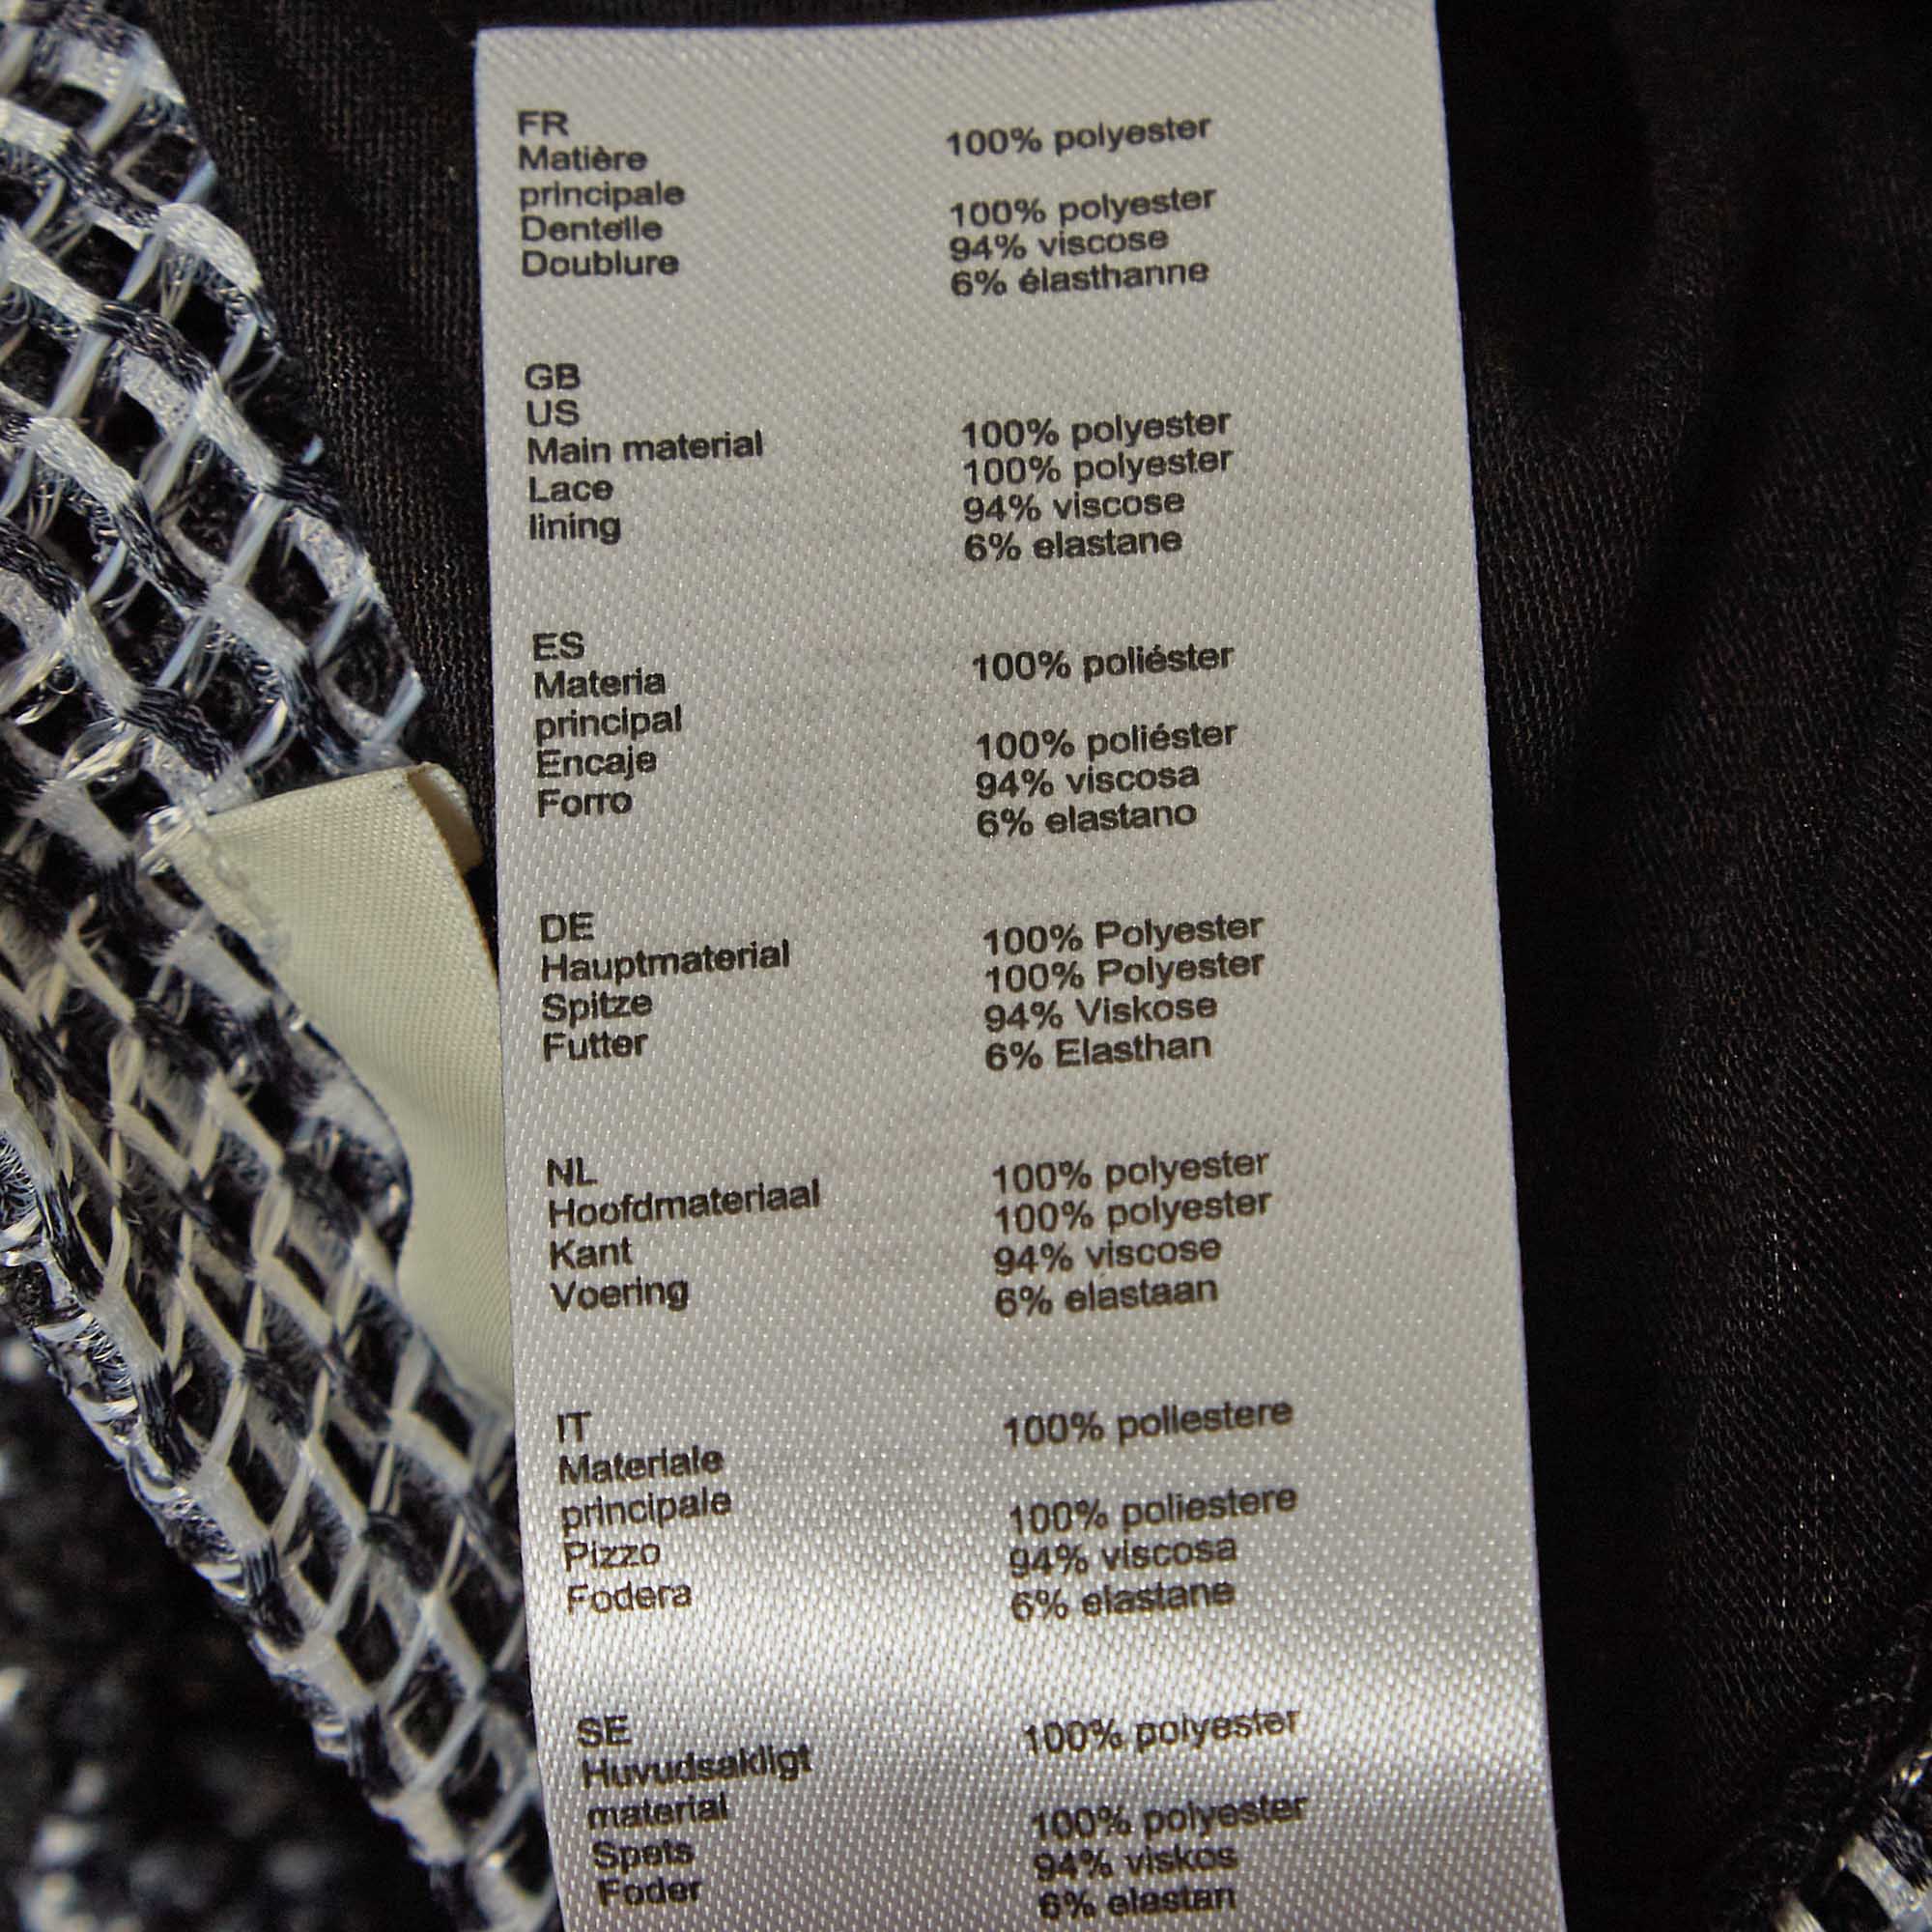 FR
Matière 100% polyester
principale
Dentelle 100% polyester
Doublure 94% viscose
6% élasthanne
GB
US
Main material 100% polyester
Lace 100% polyester
lining 94% viscose
6% elastane
ES
Materia 100% poliéster
principal
Encaje 100% poliéster
Forro 94% viscosa
6% elastano
DE
Hauptmaterial 100% Polyester
Spitze 100% Polyester
Futter 94% Viskose
6% Elasthan
NL
Hoofdmateriaal 100% polyester
Kant 100% polyester
Voering 94% viscose
6% elastaan
IT
Materiale 100% poliestere
principale
Pizzo 100% poliestere
Fodera 94% viscosa
6% elastane
SE
Huvudsakligt 100% polyester
material
Spets 100% polyester
Foder 94% viskos
6% elastan